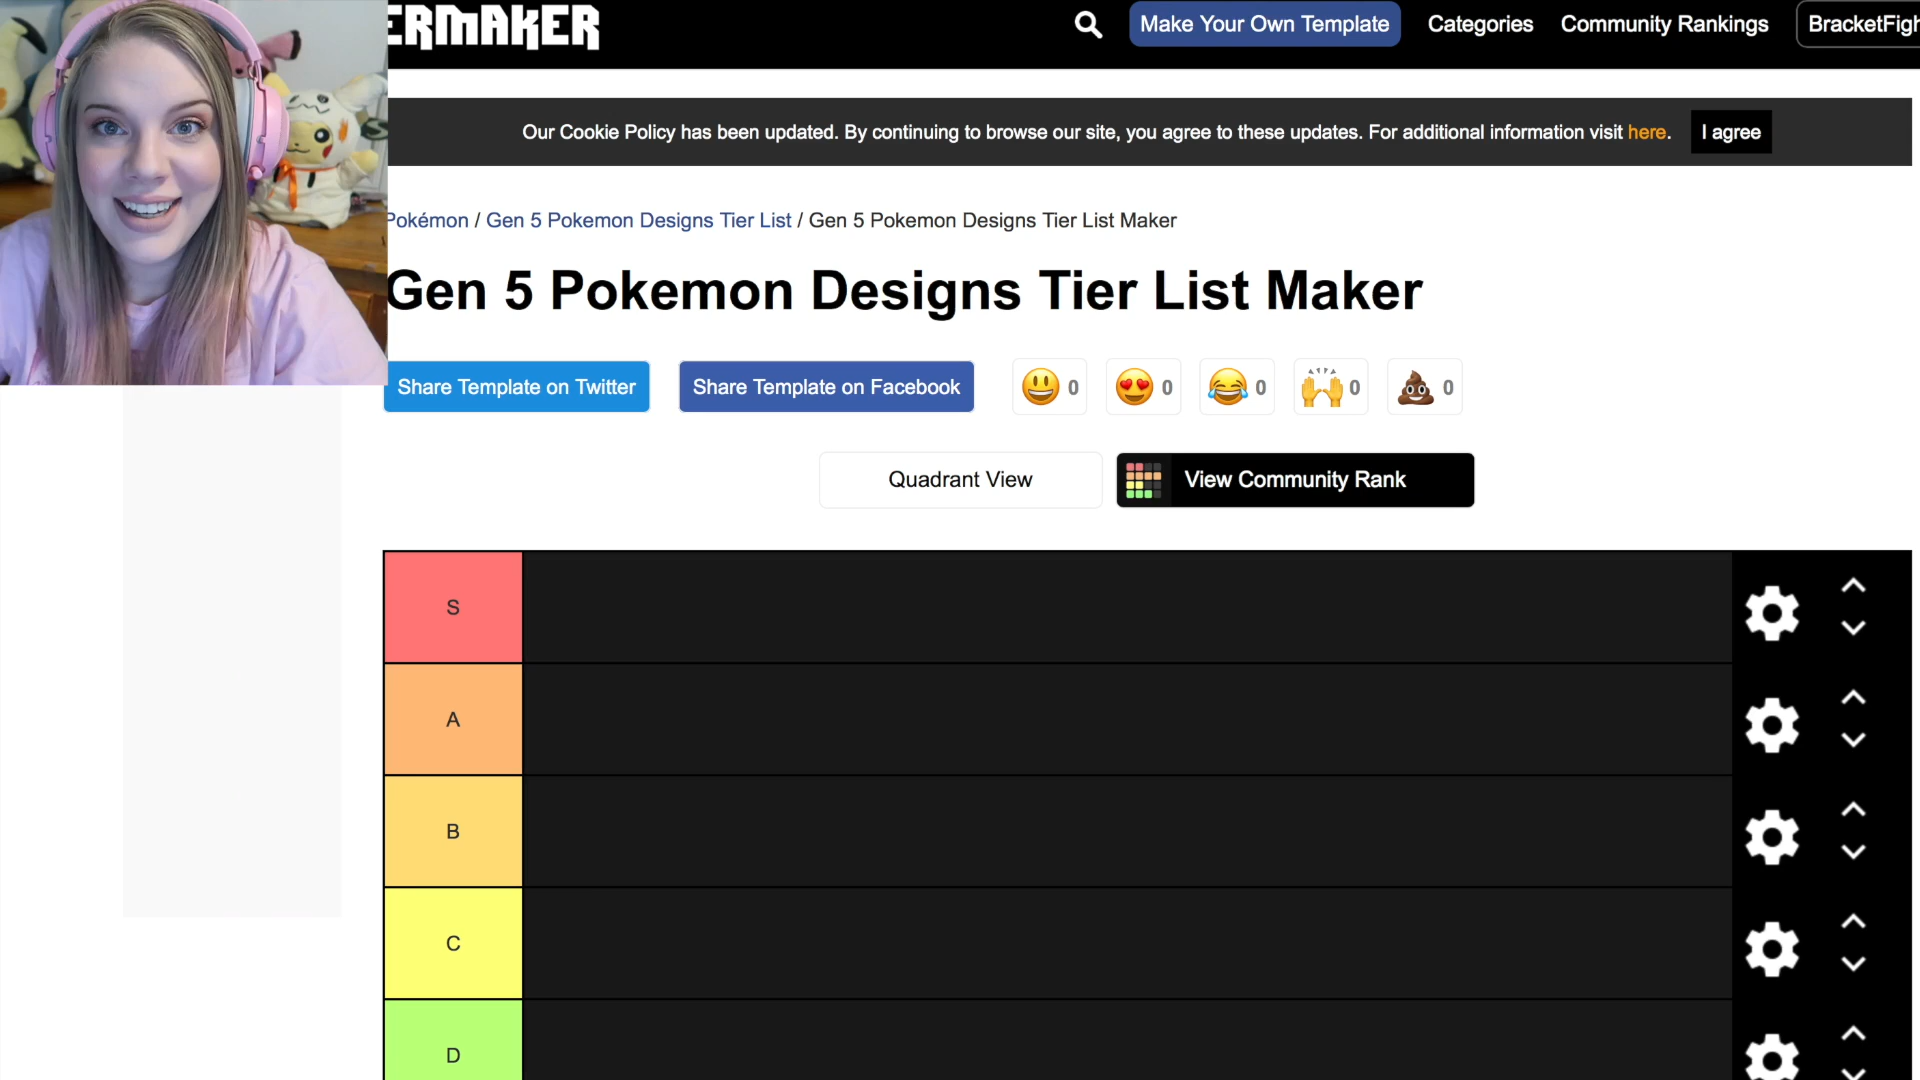 ERMAKER
Make Your Own Template
Categories
Community Rankings
BracketFigh
Our Cookie Policy has been updated. By continuing to browse our site, you agree to these updates. For additional information visit here.
I agree
Pokémon / Gen 5 Pokemon Designs Tier List / Gen 5 Pokemon Designs Tier List Maker
Gen 5 Pokemon Designs Tier List Maker
Share Template on Twitter
Share Template on Facebook
0
0
0
0
0
Quadrant View
View Community Rank
S
A
B
C
D